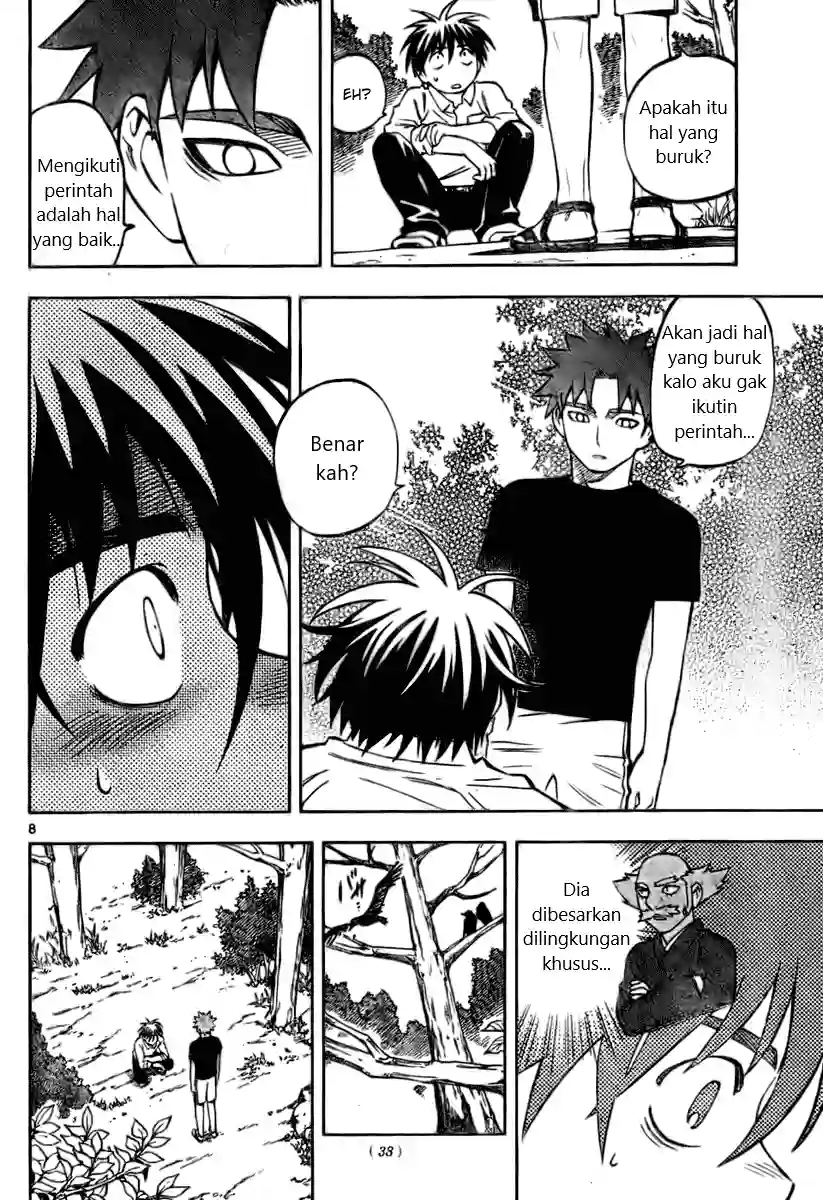 Apakah itu
hal yang
buruk?
EH?
Mengikuti
perintah
adalah hal
yang baik...
Akan jadi hal
yang buruk
kalo aku gak
ikutin
perintah...
Benar
kah?
8
Dia
dibesarkan
dilingkungan
khusus...
(33)